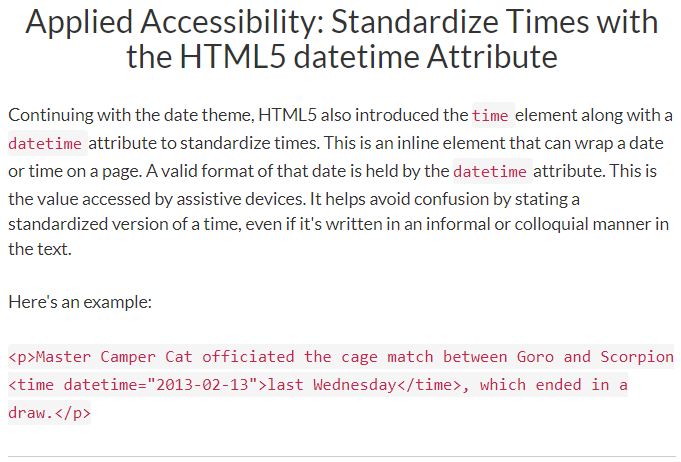 Applied Accessibility: Standardize Times with
the HTML5 datetime Attribute
Continuing with the date theme, HTML5 also introduced the time element along with a
datetime attribute to standardize times. This is an inline element that can wrap a date
or time on a page. A valid format of that date is held by the datetime attribute. This is
the value accessed by assistive devices. It helps avoid confusion by stating a
standardized version of a time, even if it's written in an informal or colloquial manner in
the text.
Here's an example:
<p>Master Camper Cat officiated the cage match between Goro and Scorpion
<time datetime="2013-02-13">last Wednesday</time>, which ended in a
draw.</p>